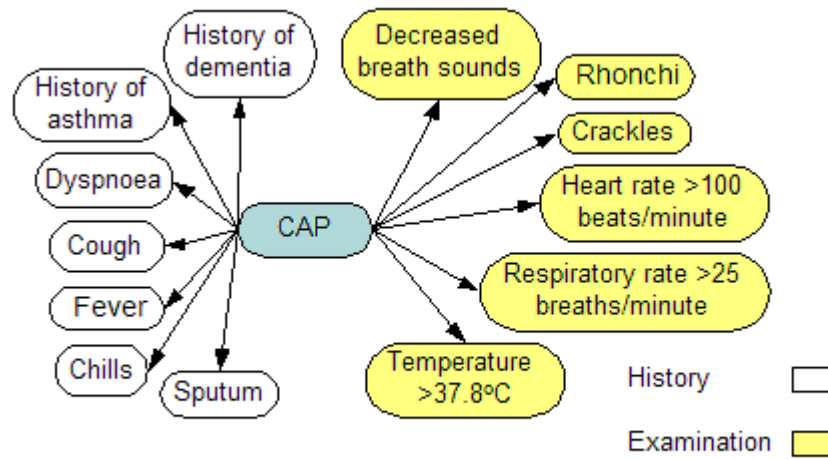 History of
dementia
Decreased
breath sounds
Rhonchi
History of
asthma
Crackles
Dyspnoea
Heart rate >100
beats/minute
CAP
Cough
Respiratory rate >25
breaths/minute
Fever
Chills
Sputum
Temperature
>37.8ºC
History
Examination